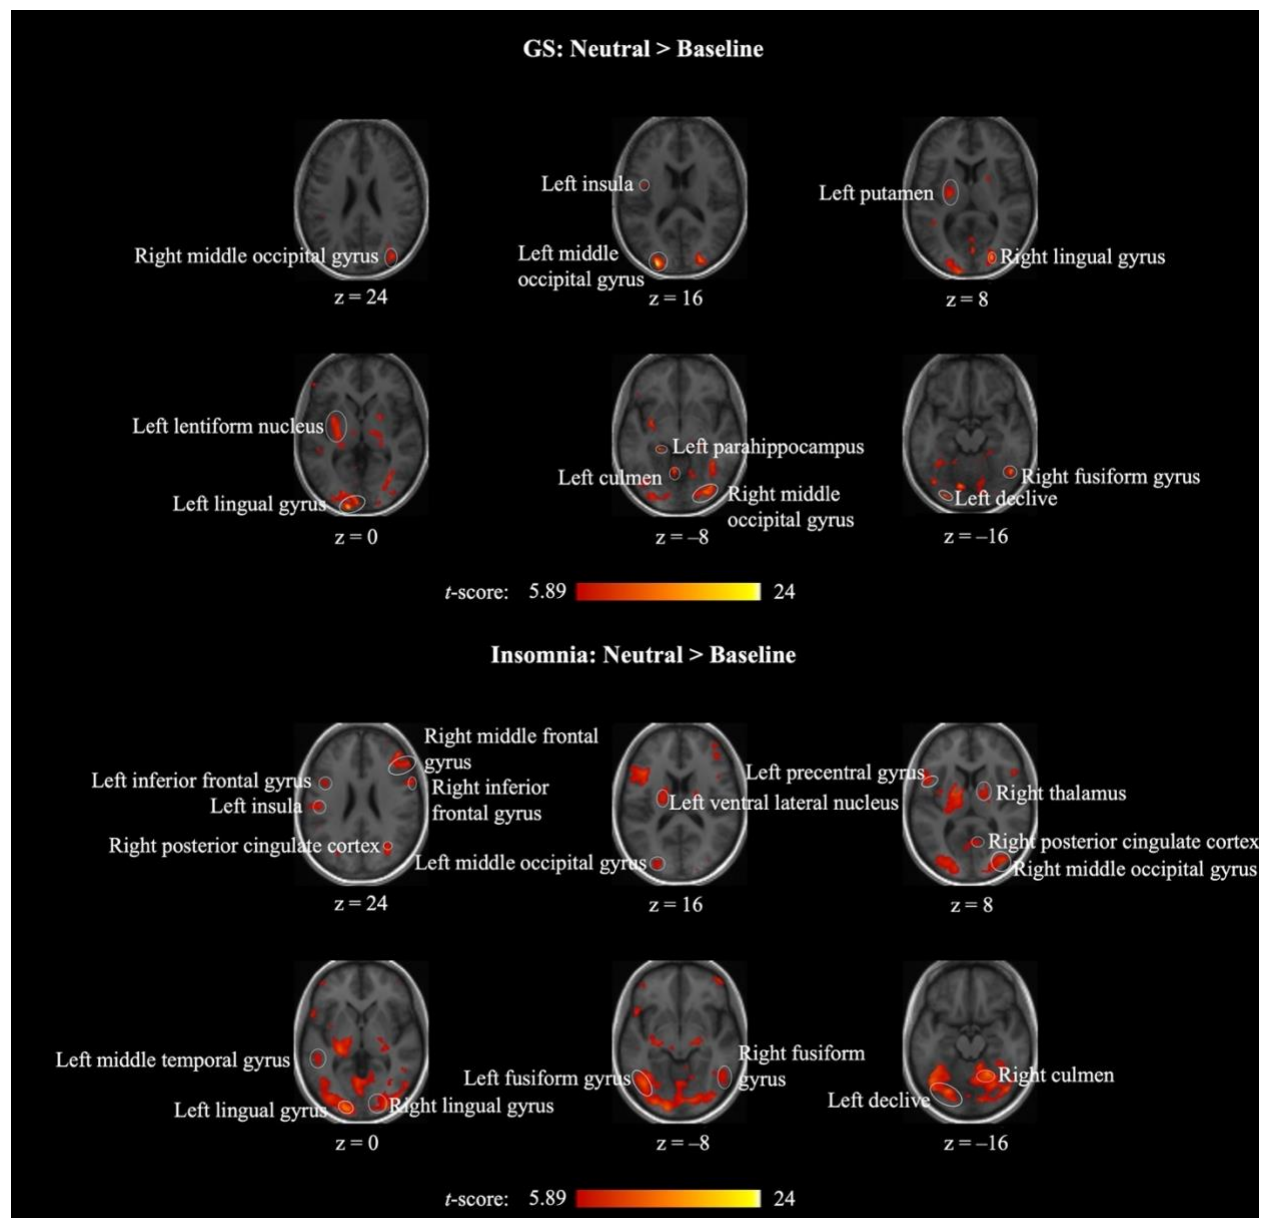 GS: Neutral > Baseline
Left insula
Left putamen
Right middle occipital gyrus
Left middle
occipital gyrus
Right lingual gyrus
z = 24
z = 16
z = 8
Left lentiform nucleus
Left parahippocampus
Left culmen
Right fusiform gyrus
Left lingual gyrus
Right middle
occipital gyrus
Left declive
z = 0
z = –8
z = –16
t-score: 5.89 24
Insomnia: Neutral > Baseline
Right middle frontal
gyrus
Left inferior frontal gyrus
Right inferior
frontal gyrus
Left insula
Right posterior cingulate cortex
Left ventral lateral nucleus
Left middle occipital gyrus
Left precentral gyrus
Right thalamus
Right posterior cingulate cortex
Right middle occipital gyrus
z = 24
z = 16
z = 8
Left middle temporal gyrus
Left lingual gyrus
Right lingual gyrus
Left fusiform gyrus
Right fusiform
gyrus
Right culmen
Left declive
z = 0
z = –8
z = –16
t-score: 5.89 24